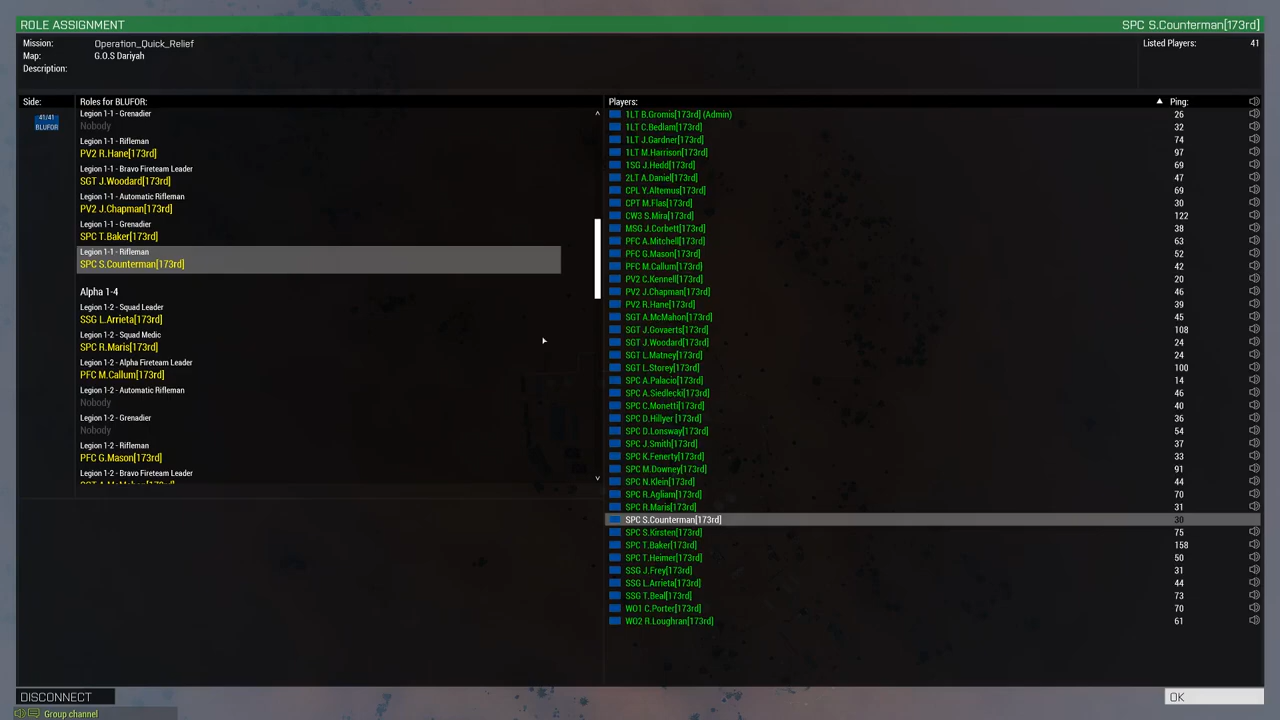 ROLE ASSIGNMENT
SPC S.Counterman[173rd]
Mission: Operation_Quick_Relief
Listed Players: 41
Map: G.O.S Dariyah
Description:
Side:
41/41
BLUFOR
Roles for BLUFOR:
Legion 1-1 - Grenadier
Nobody
Legion 1-1 - Rifleman
PV2 R.Hane[173rd]
Legion 1-1 - Bravo Fireteam Leader
SGT J.Woodard[173rd]
Legion 1-1 - Automatic Rifleman
PV2 J.Chapman[173rd]
Legion 1-1 - Grenadier
SPC T.Baker[173rd]
Legion 1-1 - Rifleman
SPC S.Counterman[173rd]
Alpha 1-4
Legion 1-2 - Squad Leader
SSG L.Arrieta[173rd]
Legion 1-2 - Squad Medic
SPC R.Maris[173rd]
Legion 1-2 - Alpha Fireteam Leader
PFC M.Callum[173rd]
Legion 1-2 - Automatic Rifleman
Nobody
Legion 1-2 - Grenadier
Nobody
Legion 1-2 - Rifleman
PFC G.Mason[173rd]
Legion 1-2 - Bravo Fireteam Leader
SGT A.McMahon[173rd]
Players: Ping:
1LT B.Gromis[173rd] (Admin) 26
1LT C.Bedlam[173rd] 32
1LT J.Gardner[173rd] 74
1LT M.Harrison[173rd] 97
1SG J.Hedd[173rd] 69
2LT A.Daniel[173rd] 47
CPL Y.Altemus[173rd] 69
CPT M.Flas[173rd] 30
CW3 S.Mira[173rd] 122
MSG J.Corbett[173rd] 38
PFC A.Mitchell[173rd] 63
PFC G.Mason[173rd] 52
PFC M.Callum[173rd] 42
PV2 C.Kennell[173rd] 20
PV2 J.Chapman[173rd] 46
PV2 R.Hane[173rd] 39
SGT A.McMahon[173rd] 45
SGT J.Govaerts[173rd] 108
SGT J.Woodard[173rd] 24
SGT L.Matney[173rd] 24
SGT L.Storey[173rd] 100
SPC A.Palacio[173rd] 14
SPC A.Siedlecki[173rd] 46
SPC C.Monetti[173rd] 40
SPC D.Hillyer [173rd] 36
SPC D.Lonsway[173rd] 54
SPC J.Smith[173rd] 37
SPC K.Fenerty[173rd] 33
SPC M.Downey[173rd] 91
SPC N.Klein[173rd] 44
SPC R.Agliam[173rd] 70
SPC R.Maris[173rd] 31
SPC S.Counterman[173rd] 30
SPC S.Kirsten[173rd] 75
SPC T.Baker[173rd] 158
SPC T.Heimer[173rd] 50
SSG J.Frey[173rd] 31
SSG L.Arrieta[173rd] 44
SSG T.Beal[173rd] 73
WO1 C.Porter[173rd] 70
WO2 R.Loughran[173rd] 61
DISCONNECT
OK
Group channel